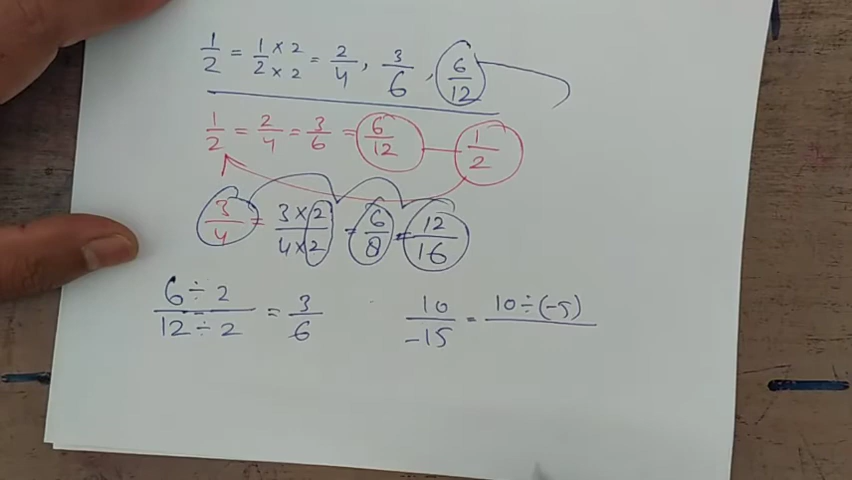 1/2 = 1 × 2 / 2 × 2 = 2/4 , 3/6 , 6/12
1/2 = 2/4 = 3/6 = 6/12 — 1/2
3/4 = 3 × 2 / 4 × 2 = 6/8 = 12/16
6 ÷ 2 / 12 ÷ 2 = 3/6
10/-15 = 10 ÷ (-5)